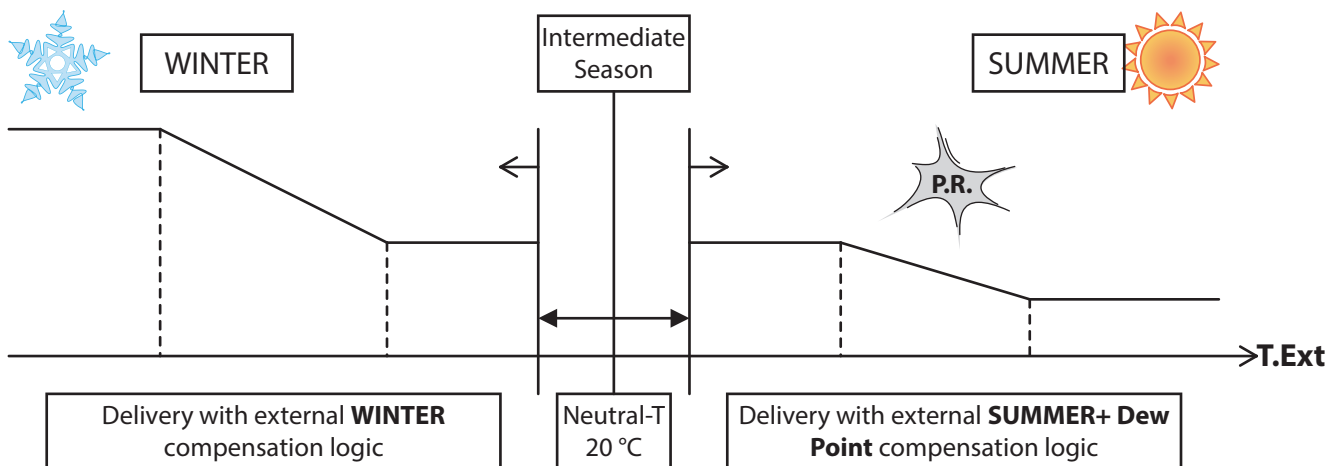 WINTER
Intermediate
Season
SUMMER
P.R.
T.Ext
Delivery with external WINTER
compensation logic
Neutral-T
20 °C
Delivery with external SUMMER+ Dew
Point compensation logic